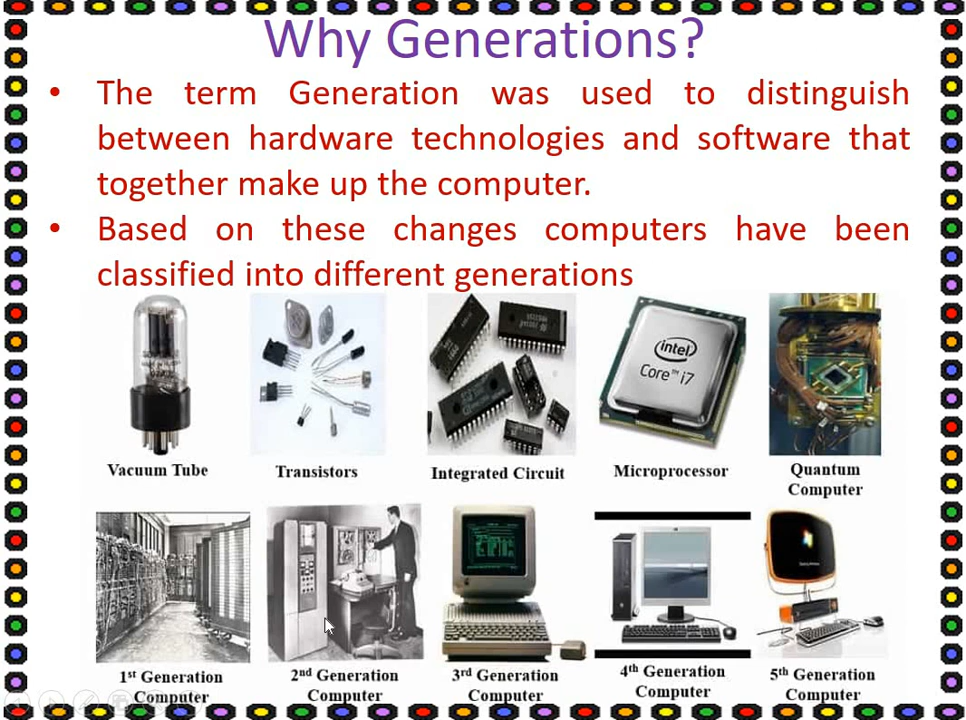 Why Generations?
• The term Generation was used to distinguish
between hardware technologies and software that
together make up the computer.
• Based on these changes computers have been
classified into different generations
intel
Core™ i7
Vacuum Tube
Transistors
Integrated Circuit
Microprocessor
Quantum
Computer
1st Generation
Computer
2nd Generation
Computer
3rd Generation
Computer
4th Generation
Computer
5th Generation
Computer